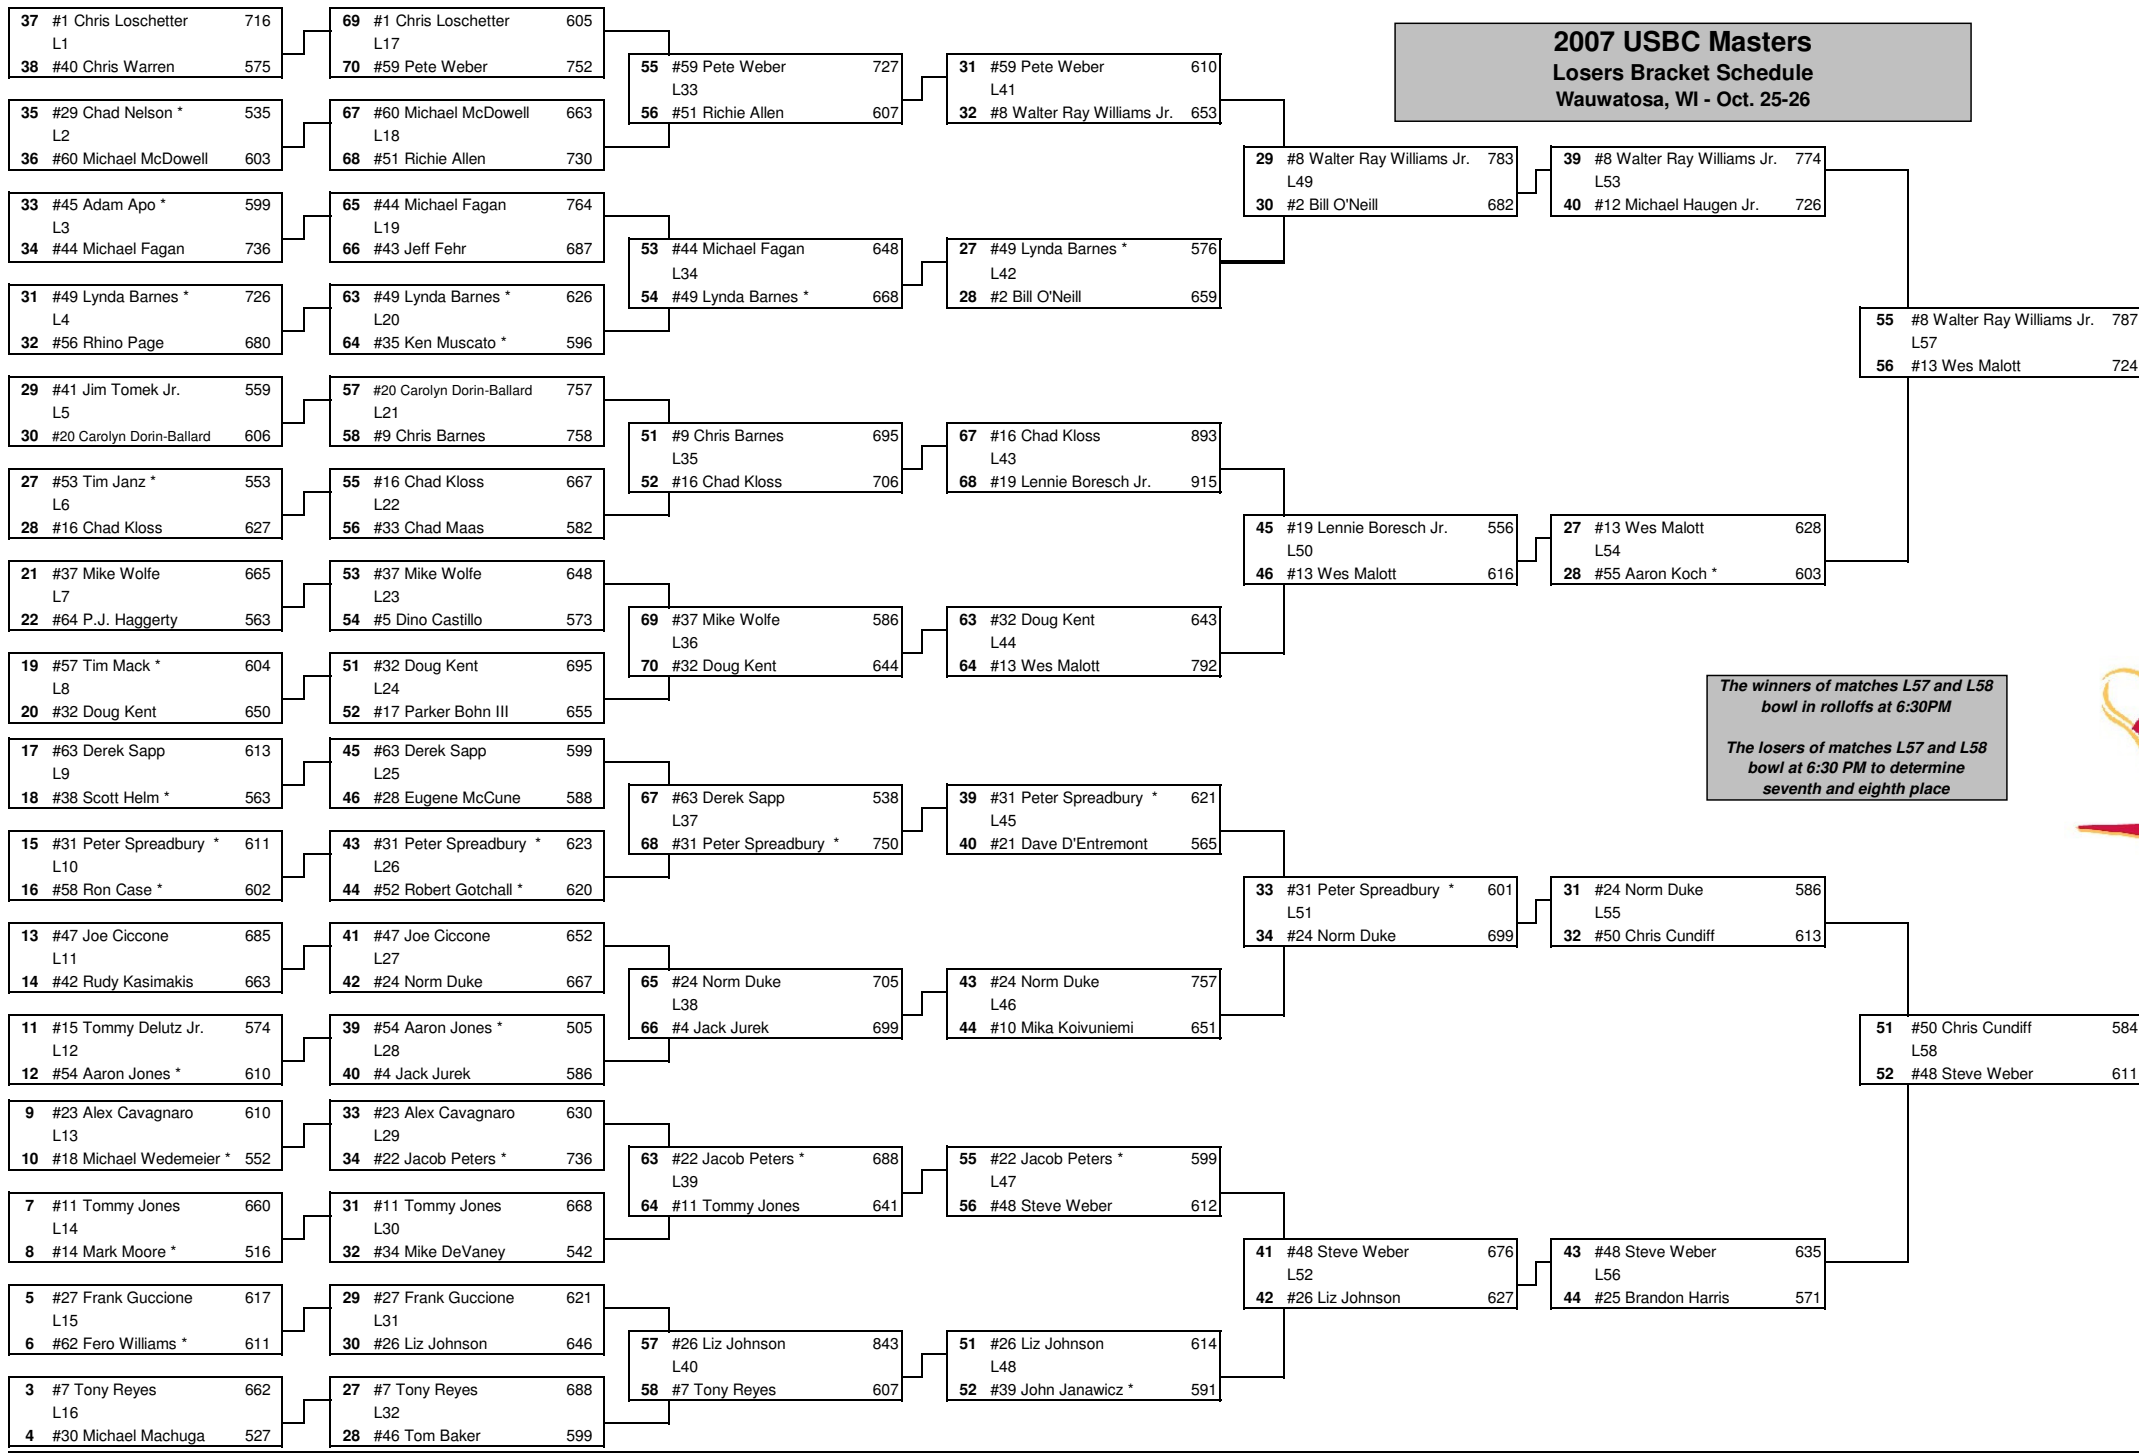 2007 USBC Masters
Losers Bracket Schedule
Wauwatosa, WI - Oct. 25-26
37 #1 Chris Loschetter 716
L1
38 #40 Chris Warren 575
35 #29 Chad Nelson * 535
L2
36 #60 Michael McDowell 603
33 #45 Adam Apo * 599
L3
34 #44 Michael Fagan 736
31 #49 Lynda Barnes * 726
L4
32 #56 Rhino Page 680
29 #41 Jim Tomek Jr. 559
L5
30 #20 Carolyn Dorin-Ballard 606
27 #53 Tim Janz * 553
L6
28 #16 Chad Kloss 627
21 #37 Mike Wolfe 665
L7
22 #64 P.J. Haggerty 563
19 #57 Tim Mack * 604
L8
20 #32 Doug Kent 650
17 #63 Derek Sapp 613
L9
18 #38 Scott Helm * 563
15 #31 Peter Spreadbury * 611
L10
16 #58 Ron Case * 602
13 #47 Joe Ciccone 685
L11
14 #42 Rudy Kasimakis 663
11 #15 Tommy Delutz Jr. 574
L12
12 #54 Aaron Jones * 610
9 #23 Alex Cavagnaro 610
L13
10 #18 Michael Wedemeier * 552
7 #11 Tommy Jones 660
L14
8 #14 Mark Moore * 516
5 #27 Frank Guccione 617
L15
6 #62 Fero Williams * 611
3 #7 Tony Reyes 662
L16
4 #30 Michael Machuga 527
69 #1 Chris Loschetter 605
L17
70 #59 Pete Weber 752
67 #60 Michael McDowell 663
L18
68 #51 Richie Allen 730
65 #44 Michael Fagan 764
L19
66 #43 Jeff Fehr 687
63 #49 Lynda Barnes * 626
L20
64 #35 Ken Muscato * 596
57 #20 Carolyn Dorin-Ballard 757
L21
58 #9 Chris Barnes 758
55 #16 Chad Kloss 667
L22
56 #33 Chad Maas 582
53 #37 Mike Wolfe 648
L23
54 #5 Dino Castillo 573
51 #32 Doug Kent 695
L24
52 #17 Parker Bohn III 655
45 #63 Derek Sapp 599
L25
46 #28 Eugene McCune 588
43 #31 Peter Spreadbury * 623
L26
44 #52 Robert Gotchall * 620
41 #47 Joe Ciccone 652
L27
42 #24 Norm Duke 667
39 #54 Aaron Jones * 505
L28
40 #4 Jack Jurek 586
33 #23 Alex Cavagnaro 630
L29
34 #22 Jacob Peters * 736
31 #11 Tommy Jones 668
L30
32 #34 Mike DeVaney 542
29 #27 Frank Guccione 621
L31
30 #26 Liz Johnson 646
27 #7 Tony Reyes 688
L32
28 #46 Tom Baker 599
55 #59 Pete Weber 727
L33
56 #51 Richie Allen 607
53 #44 Michael Fagan 648
L34
54 #49 Lynda Barnes * 668
51 #9 Chris Barnes 695
L35
52 #16 Chad Kloss 706
69 #37 Mike Wolfe 586
L36
70 #32 Doug Kent 644
67 #63 Derek Sapp 538
L37
68 #31 Peter Spreadbury * 750
65 #24 Norm Duke 705
L38
66 #4 Jack Jurek 699
63 #22 Jacob Peters * 688
L39
64 #11 Tommy Jones 641
57 #26 Liz Johnson 843
L40
58 #7 Tony Reyes 607
31 #59 Pete Weber 610
L41
32 #8 Walter Ray Williams Jr. 653
27 #49 Lynda Barnes * 576
L42
28 #2 Bill O'Neill 659
67 #16 Chad Kloss 893
L43
68 #19 Lennie Boresch Jr. 915
63 #32 Doug Kent 643
L44
64 #13 Wes Malott 792
39 #31 Peter Spreadbury * 621
L45
40 #21 Dave D'Entremont 565
43 #24 Norm Duke 757
L46
44 #10 Mika Koivuniemi 651
55 #22 Jacob Peters * 599
L47
56 #48 Steve Weber 612
51 #26 Liz Johnson 614
L48
52 #39 John Janawicz * 591
29 #8 Walter Ray Williams Jr. 783
L49
30 #2 Bill O'Neill 682
45 #19 Lennie Boresch Jr. 556
L50
46 #13 Wes Malott 616
33 #31 Peter Spreadbury * 601
L51
34 #24 Norm Duke 699
41 #48 Steve Weber 676
L52
42 #26 Liz Johnson 627
39 #8 Walter Ray Williams Jr. 774
L53
40 #12 Michael Haugen Jr. 726
27 #13 Wes Malott 628
L54
28 #55 Aaron Koch * 603
31 #24 Norm Duke 586
L55
32 #50 Chris Cundiff 613
43 #48 Steve Weber 635
L56
44 #25 Brandon Harris 571
55 #8 Walter Ray Williams Jr. 787
L57
56 #13 Wes Malott 724
The winners of matches L57 and L58
bowl in rolloffs at 6:30PM
The losers of matches L57 and L58
bowl at 6:30 PM to determine
seventh and eighth place
51 #50 Chris Cundiff 584
L58
52 #48 Steve Weber 611